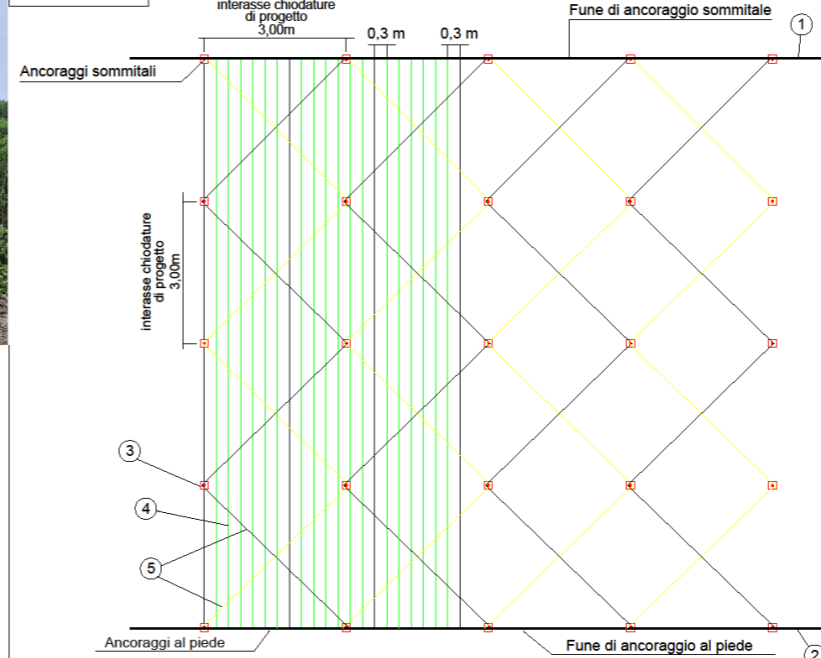 interasse chiodature
di progetto
3,00m
0,3 m
0,3 m
Fune di ancoraggio sommitale
1
Ancoraggi sommitali
interasse chiodature
di progetto
3,00m
3
4
5
Ancoraggi al piede
Fune di ancoraggio al piede
2